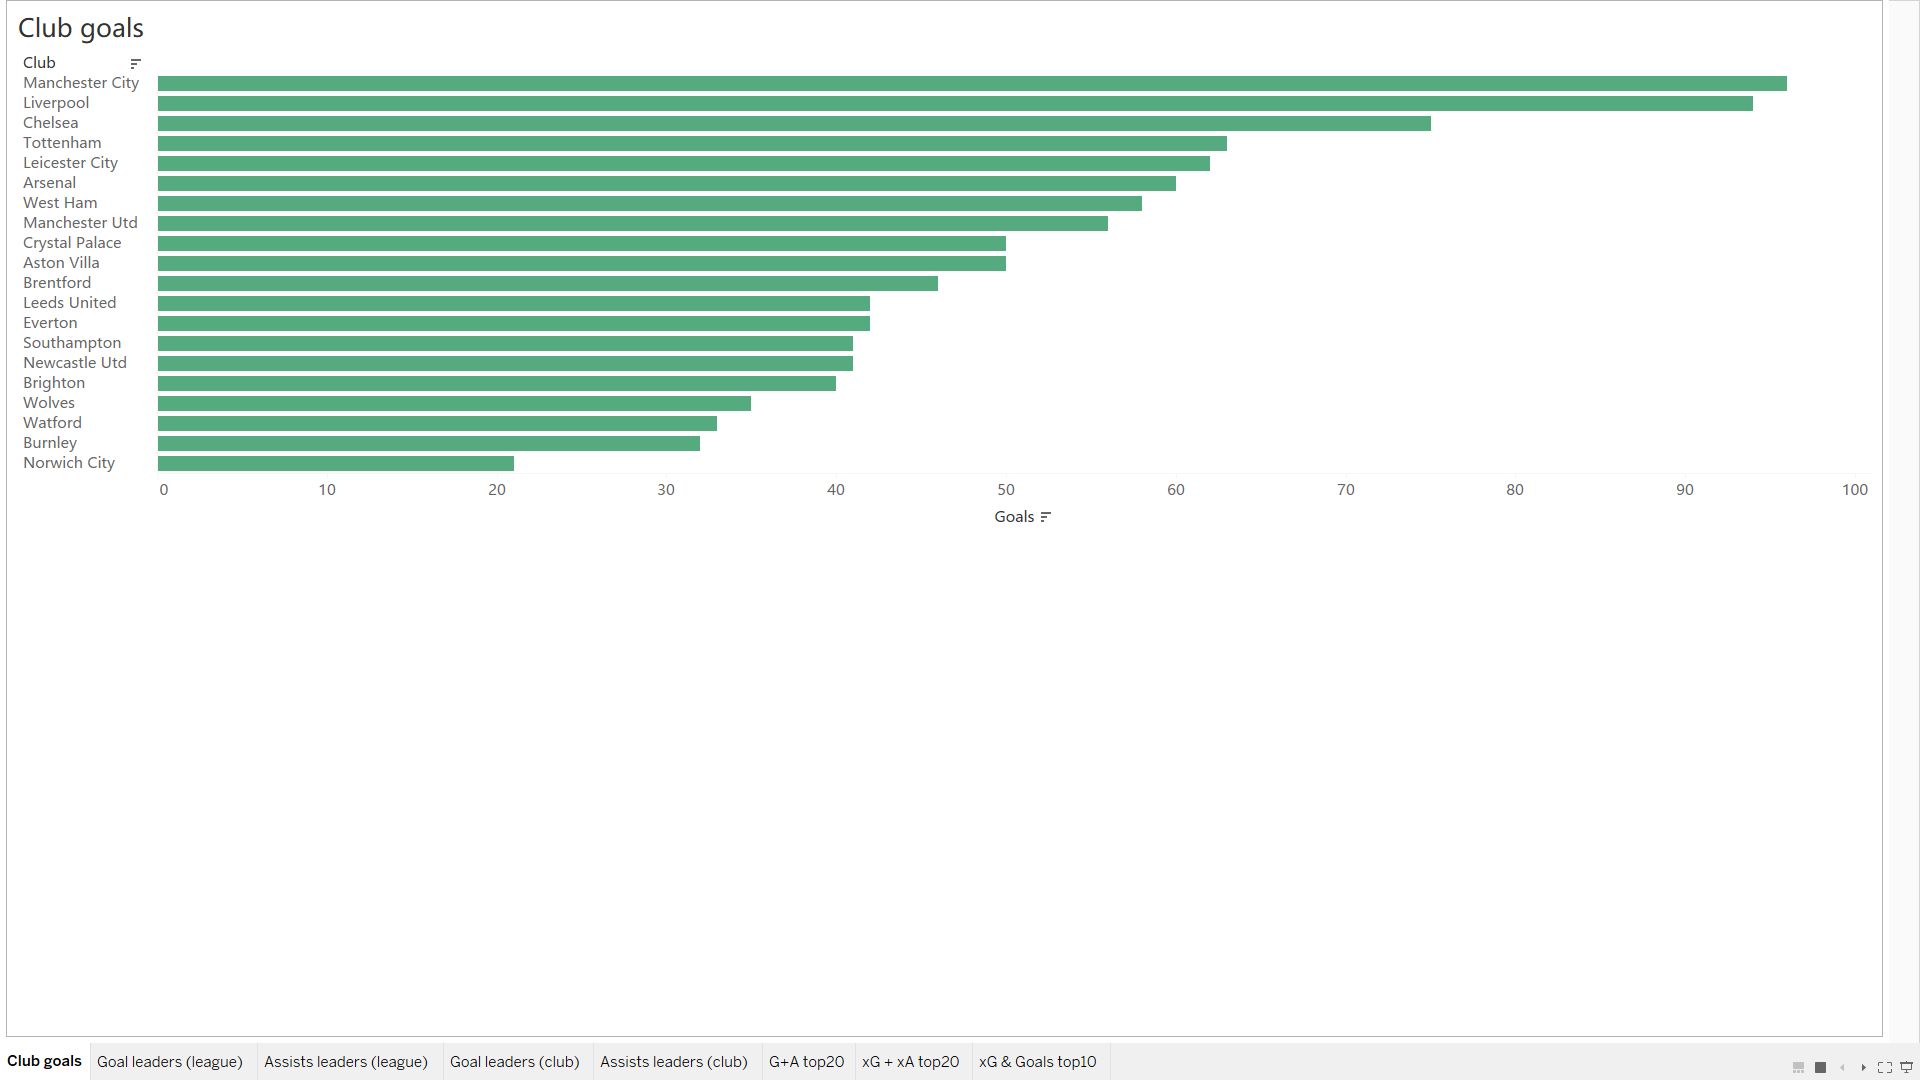 Club goals
Club
Manchester City
Liverpool
Chelsea
Tottenham
Leicester City
Arsenal
West Ham
Manchester Utd
Crystal Palace
Aston Villa
Brentford
Leeds United
Everton
Southampton
Newcastle Utd
Brighton
Wolves
Watford
Burnley
Norwich City
0 10 20 30 40 50 60 70 80 90 100
Goals
Club goals Goal leaders (league) Assists leaders (league) Goal leaders (club) Assists leaders (club) G+A top20 xG + xA top20 xG & Goals top10